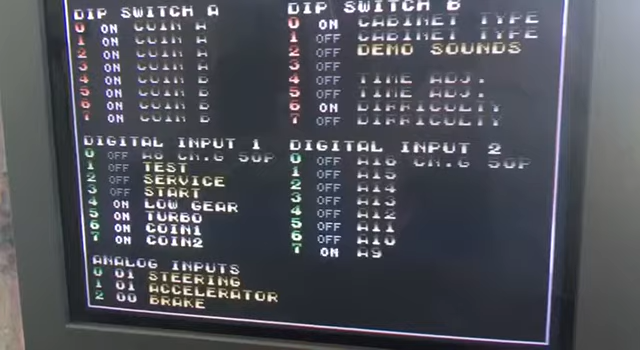 DIP SWITCH A
0 ON COIN A
1 ON COIN A
2 ON COIN A
3 ON COIN A
4 ON COIN B
5 ON COIN B
6 ON COIN B
7 ON COIN B
DIP SWITCH B
0 ON CABINET TYPE
1 OFF CABINET TYPE
2 OFF DEMO SOUNDS
3 OFF
4 OFF TIME ADJ.
5 OFF TIME ADJ.
6 ON DIFFICULTY
7 OFF DIFFICULTY
DIGITAL INPUT 1
0 OFF A8 CN.G 50P
1 OFF TEST
2 OFF SERVICE
3 OFF START
4 ON LOW GEAR
5 ON TURBO
6 ON COIN1
7 ON COIN2
DIGITAL INPUT 2
0 OFF A16 CN.G 50P
1 OFF A15
2 OFF A14
3 OFF A13
4 OFF A12
5 OFF A11
6 OFF A10
7 ON A9
ANALOG INPUTS
0 01 STEERING
1 01 ACCELERATOR
2 00 BRAKE